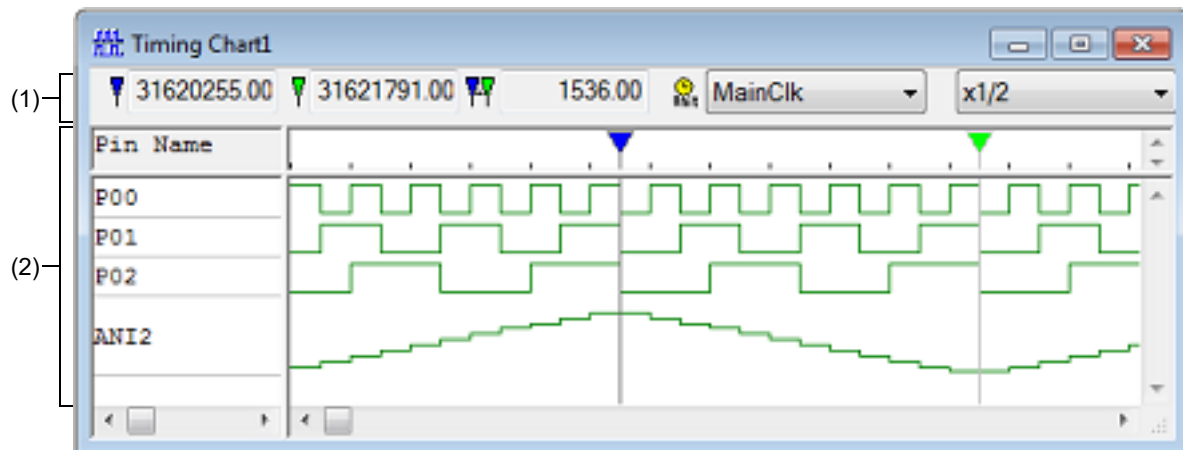 Timing Chart1
(1) 31620255.00 31621791.00 1536.00 MainClk x1/2
(2)
Pin Name
P00
P01
P02
ANI2